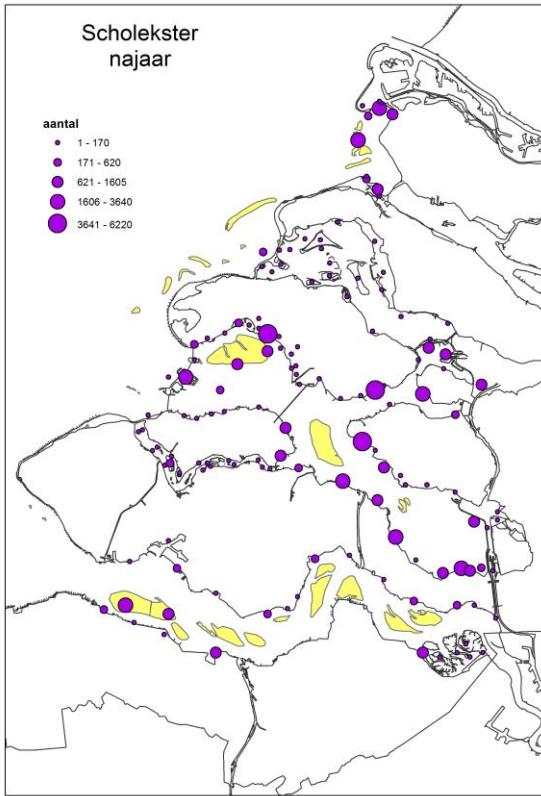 Scholekster
najaar
aantal
1 - 170
171 - 620
621 - 1605
1606 - 3640
3641 - 6220